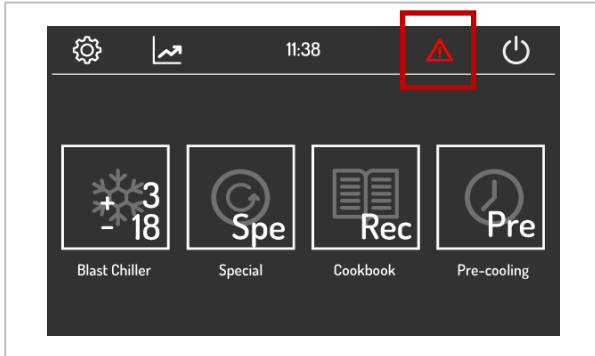 11:38
+ 3
- 18
Spe
Rec
Pre
Blast Chiller
Special
Cookbook
Pre-cooling